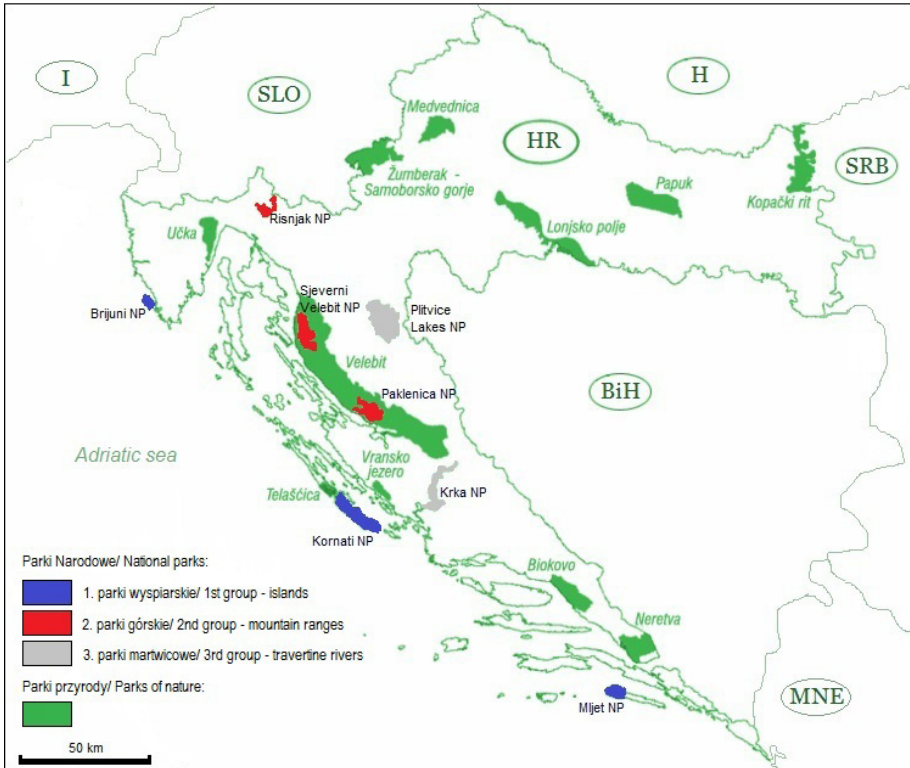 I
SLO
H
HR
SRB
Medvednica
Žumberak -
Samoborsko gorje
Papuk
Kopački rit
Lonjsko polje
Risnjak NP
Učka
Brijuni NP
Sjeverni
Velebit NP
Plitvice
Lakes NP
Velebit
Paklenica NP
BiH
Adriatic sea
Vransko
jezero
Telašćica
Krka NP
Kornati NP
Biokovo
Neretva
Mljet NP
MNE
Parki Narodowe/ National parks:
1. parki wyspiarskie/ 1st group - islands
2. parki górskie/ 2nd group - mountain ranges
3. parki martwicowe/ 3rd group - travertine rivers
Parki przyrody/ Parks of nature:
50 km